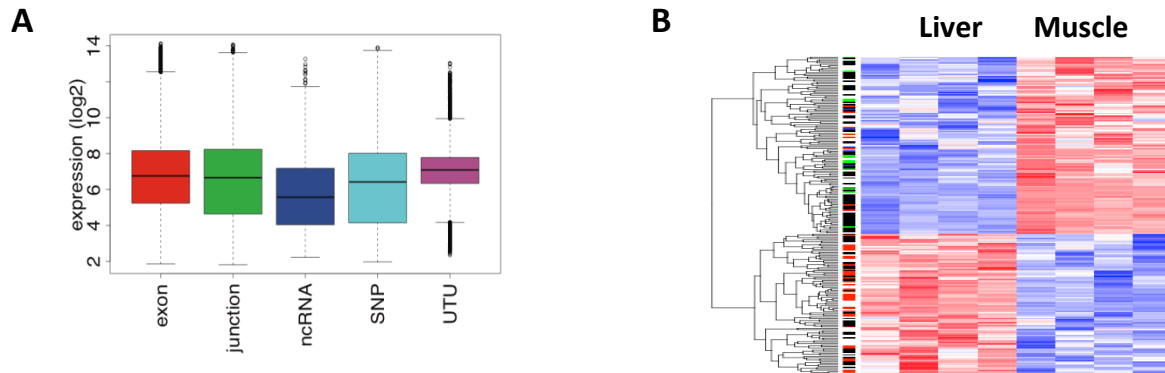 A
expression (log2)
14
10
8
6
4
2
exon
junction
ncRNA
SNP
UTU
B
Liver Muscle